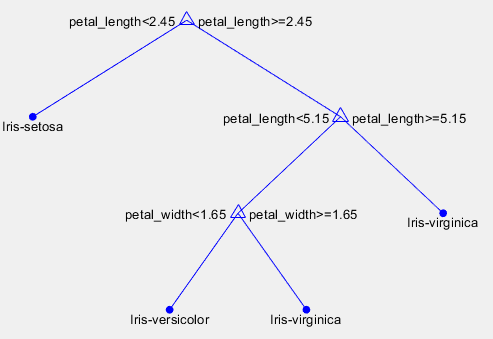 petal_length<2.45 petal_length>=2.45
Iris-setosa
petal_length<5.15 petal_length>=5.15
petal_width<1.65 petal_width>=1.65
Iris-virginica
Iris-versicolor
Iris-virginica